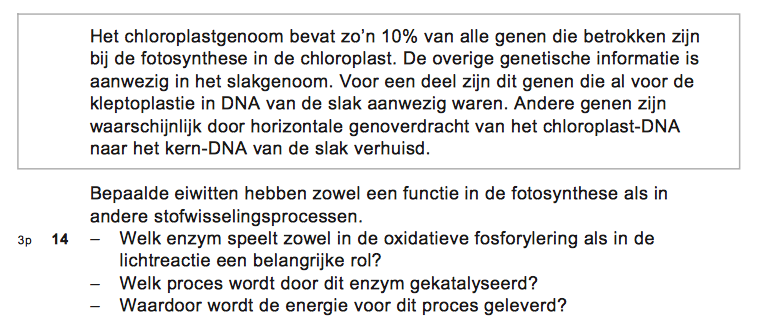 Het chloroplastgenoom bevat zo’n 10% van alle genen die betrokken zijn
bij de fotosynthese in de chloroplast. De overige genetische informatie is
aanwezig in het slakgenoom. Voor een deel zijn dit genen die al voor de
kleptoplastie in DNA van de slak aanwezig waren. Andere genen zijn
waarschijnlijk door horizontale genoverdracht van het chloroplast-DNA
naar het kern-DNA van de slak verhuisd.
Bepaalde eiwitten hebben zowel een functie in de fotosynthese als in
andere stofwisselingsprocessen.
3p 14 – Welk enzym speelt zowel in de oxidatieve fosforylering als in de
lichtreactie een belangrijke rol?
– Welk proces wordt door dit enzym gekatalyseerd?
– Waardoor wordt de energie voor dit proces geleverd?